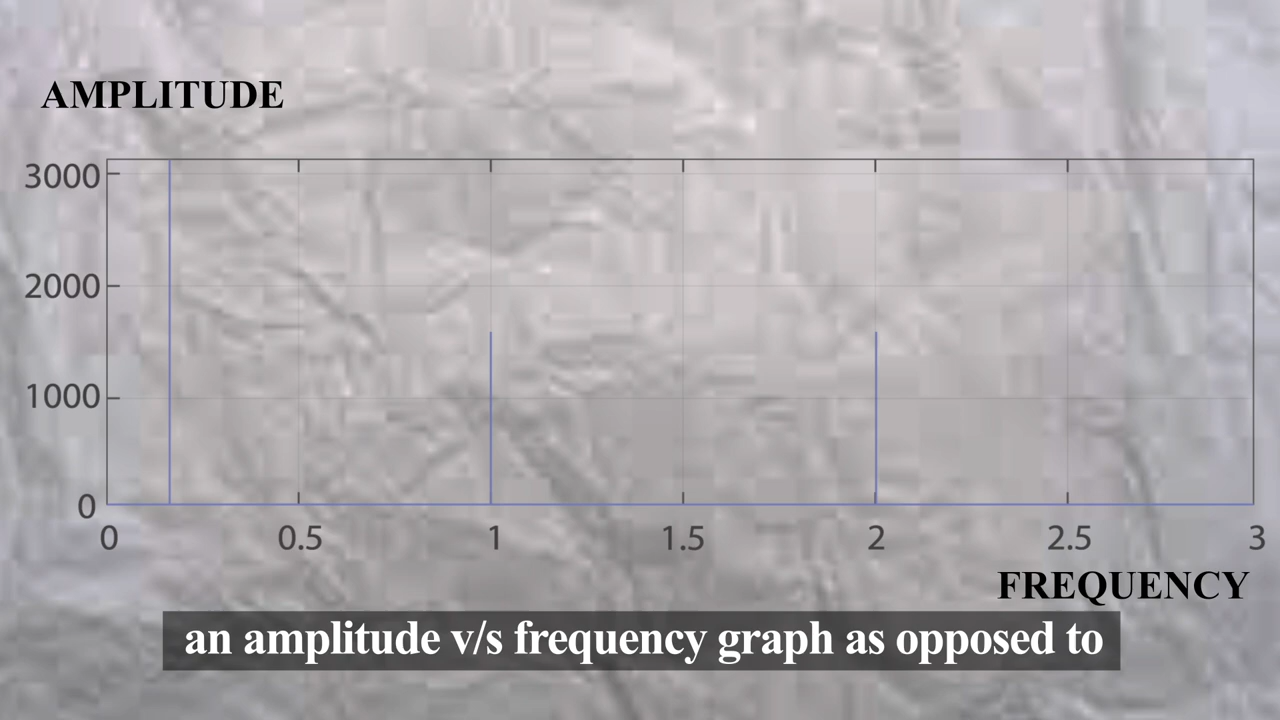 AMPLITUDE
3000
2000
1000
0
0 0.5 1 1.5 2 2.5 3
FREQUENCY
an amplitude v/s frequency graph as opposed to